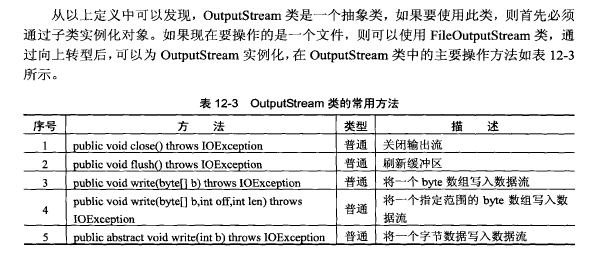 从以上定义中可以发现，OutputStream 类是一个抽象类，如果要使用此类，则首先必须
通过子类实例化对象。如果现在要操作的是一个文件，则可以使用 FileOutputStream 类，通
过向上转型后，可以为 OutputStream 实例化，在 OutputStream 类中的主要操作方法如表 12-3
所示。
表 12-3 OutputStream 类的常用方法
序号 方 法 类型 描 述
1 public void close() throws IOException 普通 关闭输出流
2 public void flush() throws IOException 普通 刷新缓冲区
3 public void write(byte[] b) throws IOException 普通 将一个 byte 数组写入数据流
4 public void write(byte[] b,int off,int len) throws
IOException 普通 将一个指定范围的 byte 数组写入数
据流
5 public abstract void write(int b) throws IOException 普通 将一个字节数据写入数据流